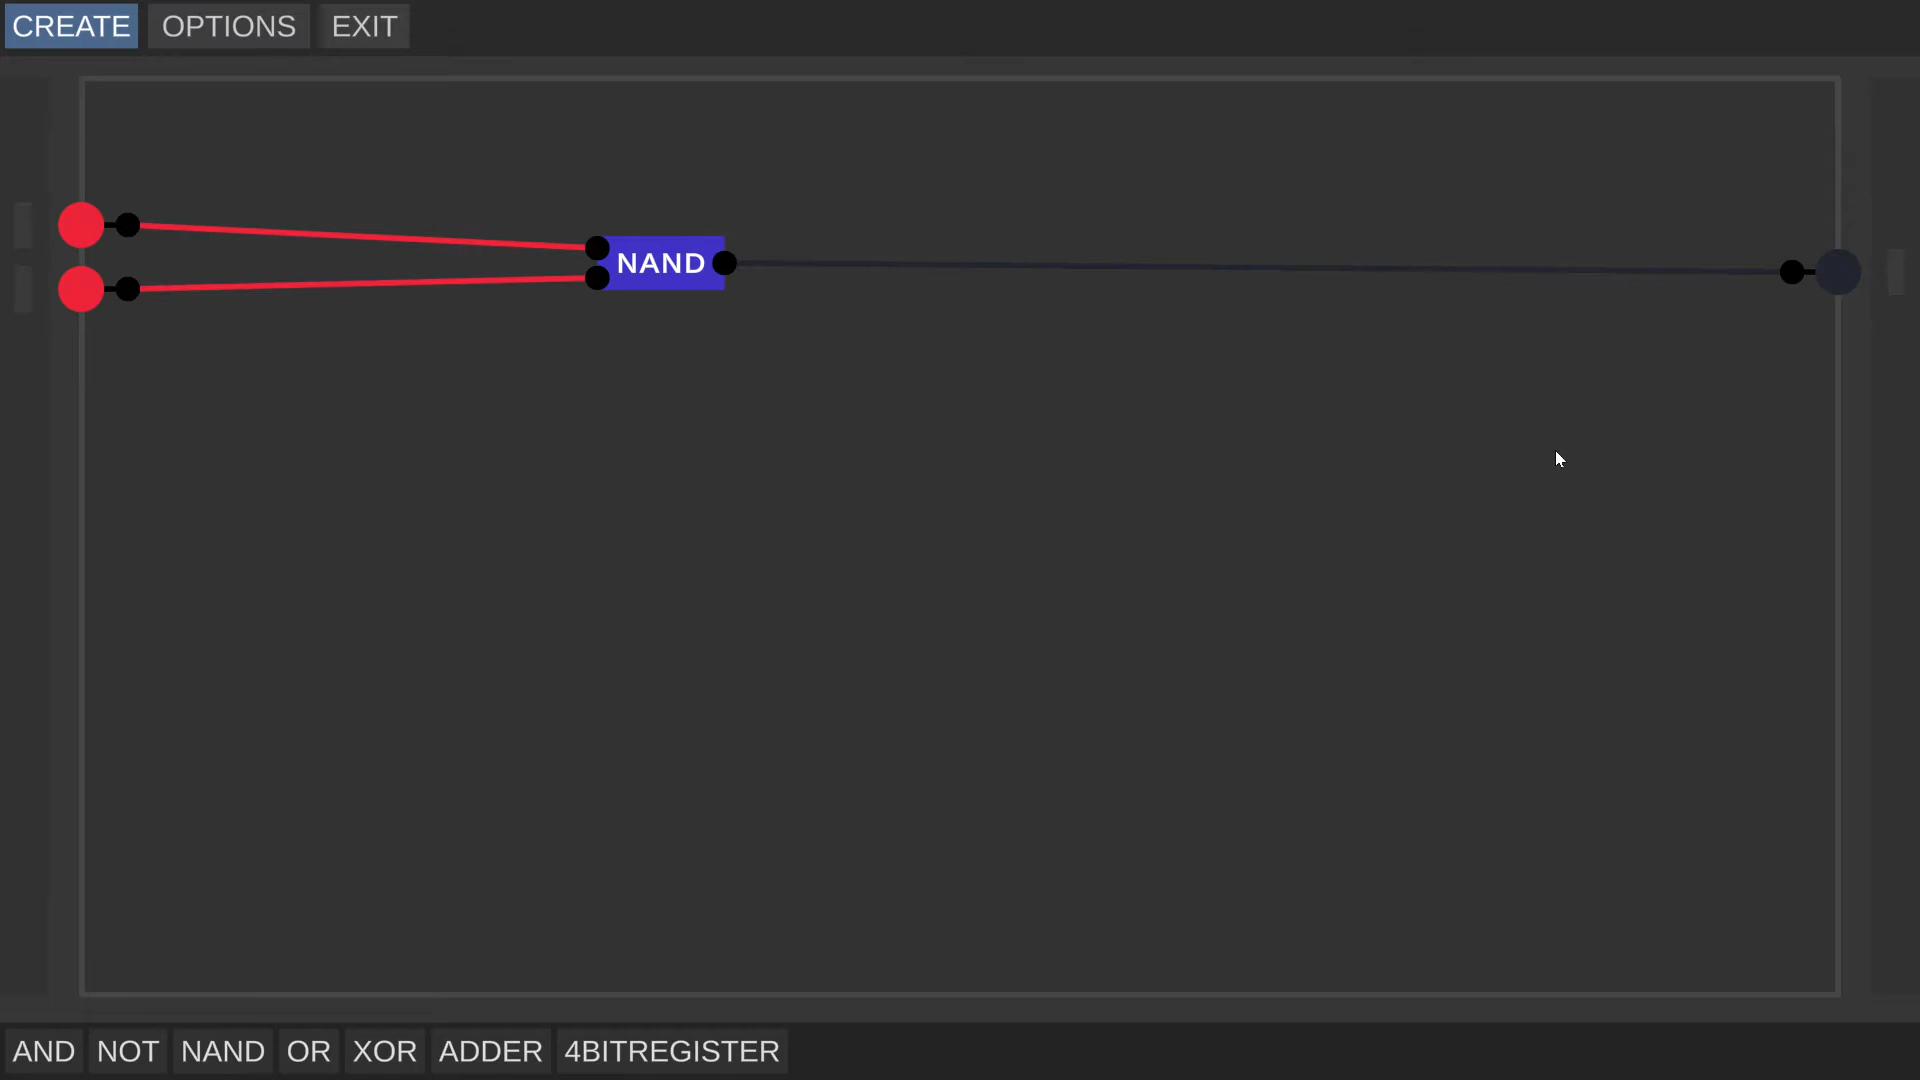 CREATE OPTIONS EXIT
NAND
AND NOT NAND OR XOR ADDER 4BITREGISTER